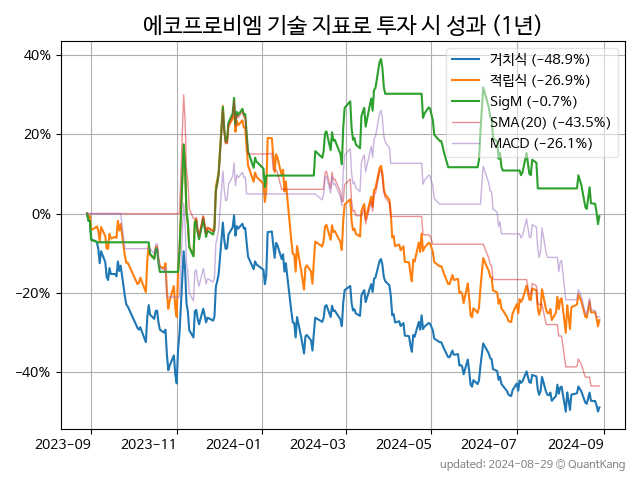 에코프로비엠 기술 지표로 투자 시 성과 (1년)
거치식 (−48.9%)
적립식 (−26.9%)
SigM (−0.7%)
SMA(20) (−43.5%)
MACD (−26.1%)
40%
20%
0%
−20%
−40%
2023-09 2023-11 2024-01 2024-03 2024-05 2024-07 2024-09
updated: 2024-08-29 © QuantKang